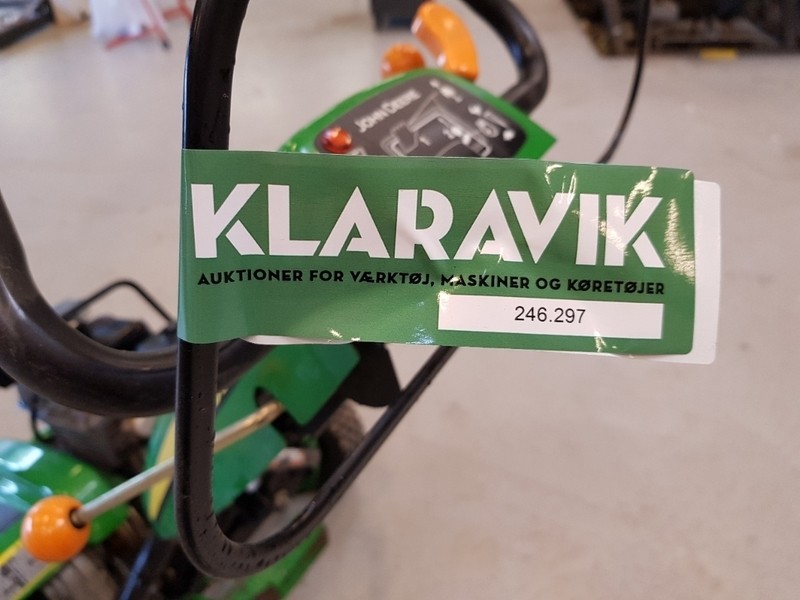 JOHN DEERE
KLARAVIK
AUKTIONER FOR VÆRKTØJ, MASKINER OG KØRETØJER
246.297